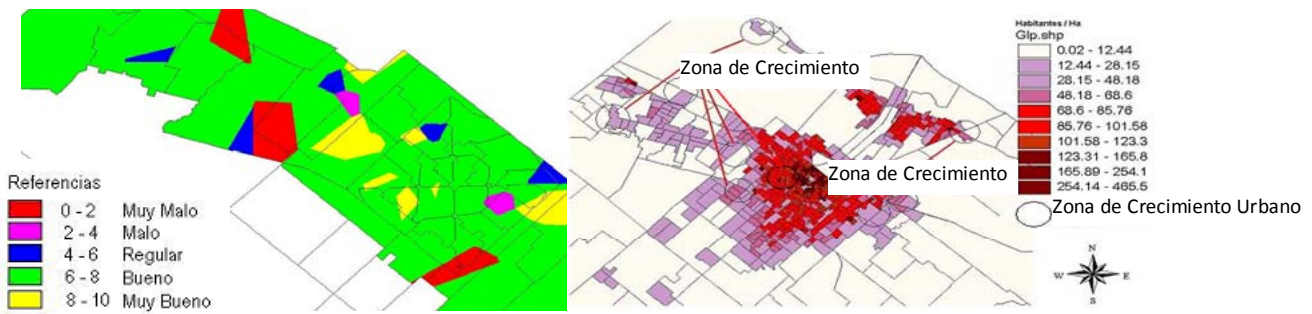 Referencias
0 - 2 Muy Malo
2 - 4 Malo
4 - 6 Regular
6 - 8 Bueno
8 - 10 Muy Bueno
Zona de Crecimiento
Zona de Crecimiento
Habitantes / Ha
Glp.shp
0.02 - 12.44
12.44 - 28.15
28.15 - 48.18
48.18 - 68.6
68.6 - 85.76
85.76 - 101.58
101.58 - 123.3
123.31 - 165.8
165.89 - 254.1
254.14 - 465.5
Zona de Crecimiento Urbano
N
W E
S